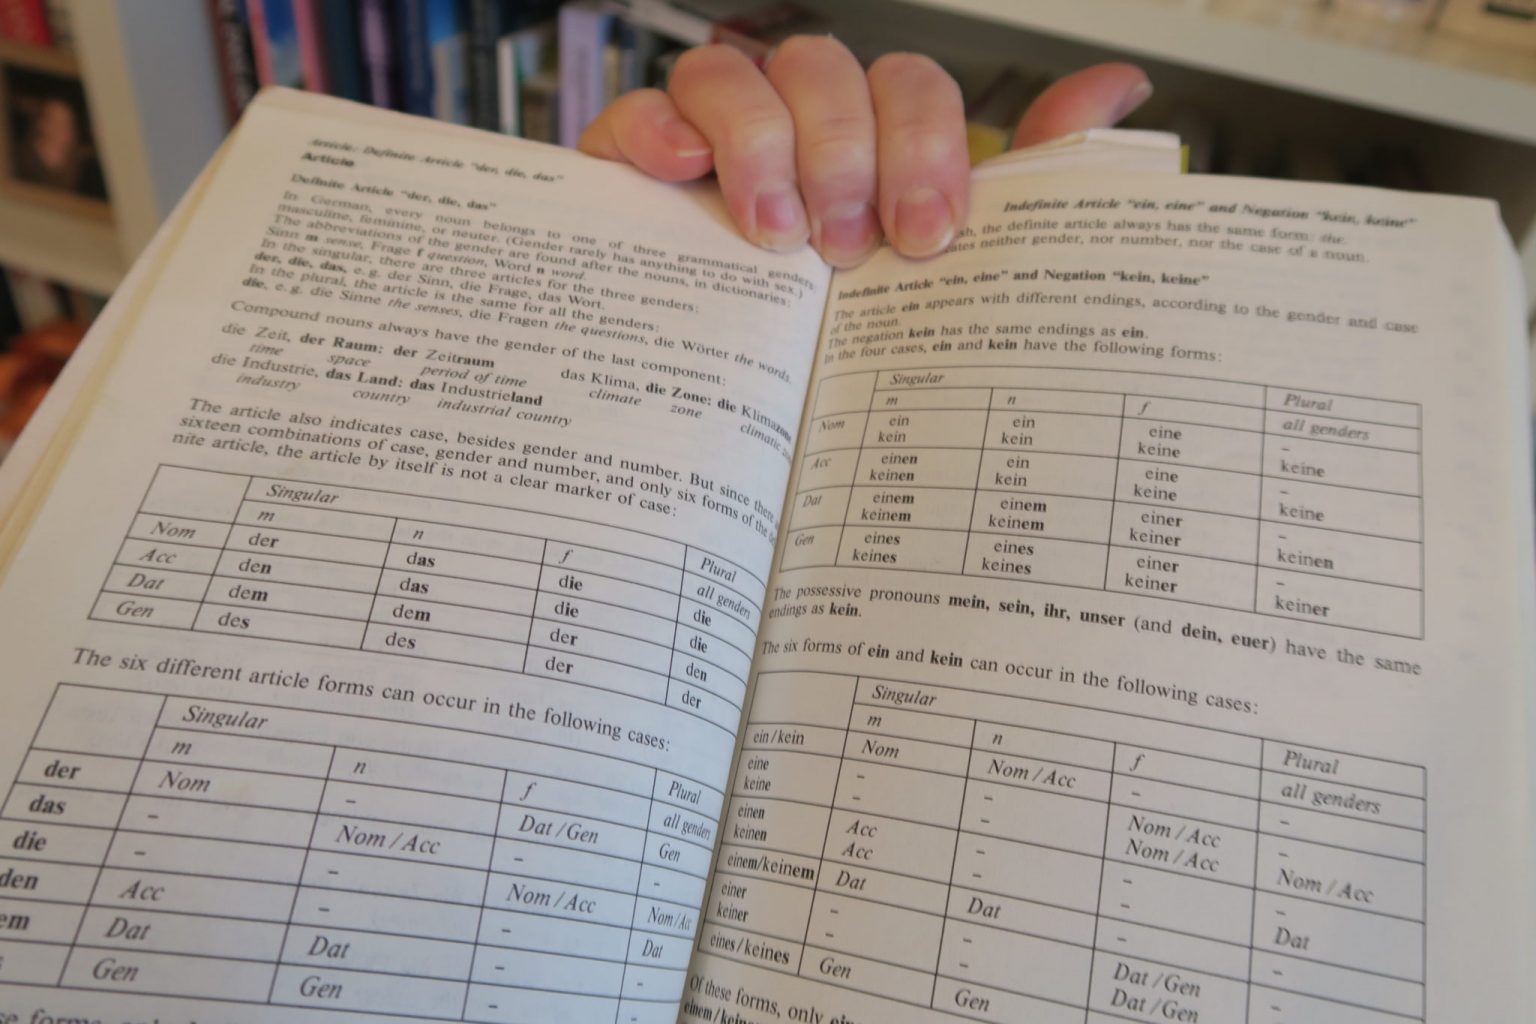 Article: Definite Article "der, die, das"
Article
Definite Article "der, die, das"
In German, every noun belongs to one of three grammatical genders:
masculine, feminine, or neuter. (Gender rarely has anything to do with sex.)
The abbreviations of the gender are found after the nouns, in dictionaries:
Sinn m sense, Frage f question, Word n word.
In the singular, there are three articles for the three genders:
der, die, das, e.g. der Sinn, die Frage, das Wort.
In the plural, the article is the same for all the genders:
die, e.g. die Sinne the senses, die Fragen the questions, die Wörter the words.
Compound nouns always have the gender of the last component:
die Zeit, der Raum: der Zeitraum das Klima, die Zone: die Klimazone
time space period of time climate zone climatic
die Industrie, das Land: das Industrieland
industry country industrial country
The article also indicates case, besides gender and number. But since there
sixteen combinations of case, gender and number, and only six forms of the
nite article, the article by itself is not a clear marker of case:
Singular Plural
m n f all genders
Nom der das die die
Acc den das die die
Dat dem dem der den
Gen des des der der
The six different article forms can occur in the following cases:
Singular Plural
m n f all genders
der Nom – Dat / Gen Gen
das – Nom / Acc – –
die – – Nom / Acc Nom / Acc
den Acc – – Dat
em Dat Dat – –
Gen Gen – –
Indefinite Article "ein, eine" and Negation "kein, keine"
sh, the definite article always has the same form: the.
ates neither gender, nor number, nor the case of a noun.
Indefinite Article "ein, eine" and Negation "kein, keine"
The article ein appears with different endings, according to the gender and case
of the noun.
The negation kein has the same endings as ein.
In the four cases, ein and kein have the following forms:
Singular Plural
m n f all genders
Nom ein ein eine –
kein kein keine keine
Acc einen ein eine –
keinen kein keine keine
Dat einem einem einer –
keinem keinem keiner keinen
Gen eines eines einer –
keines keines keiner keiner
The possessive pronouns mein, sein, ihr, unser (and dein, euer) have the same
endings as kein.
The six forms of ein and kein can occur in the following cases:
Singular Plural
m n f all genders
ein / kein Nom Nom / Acc – –
eine – – Nom / Acc –
keine – – Nom / Acc Nom / Acc
einen Acc – – –
keinen Acc – – Dat
einem/keinem Dat Dat – –
einer – – Dat / Gen –
keiner – – Dat / Gen
eines / keines Gen Gen
Of these forms, only
einem/